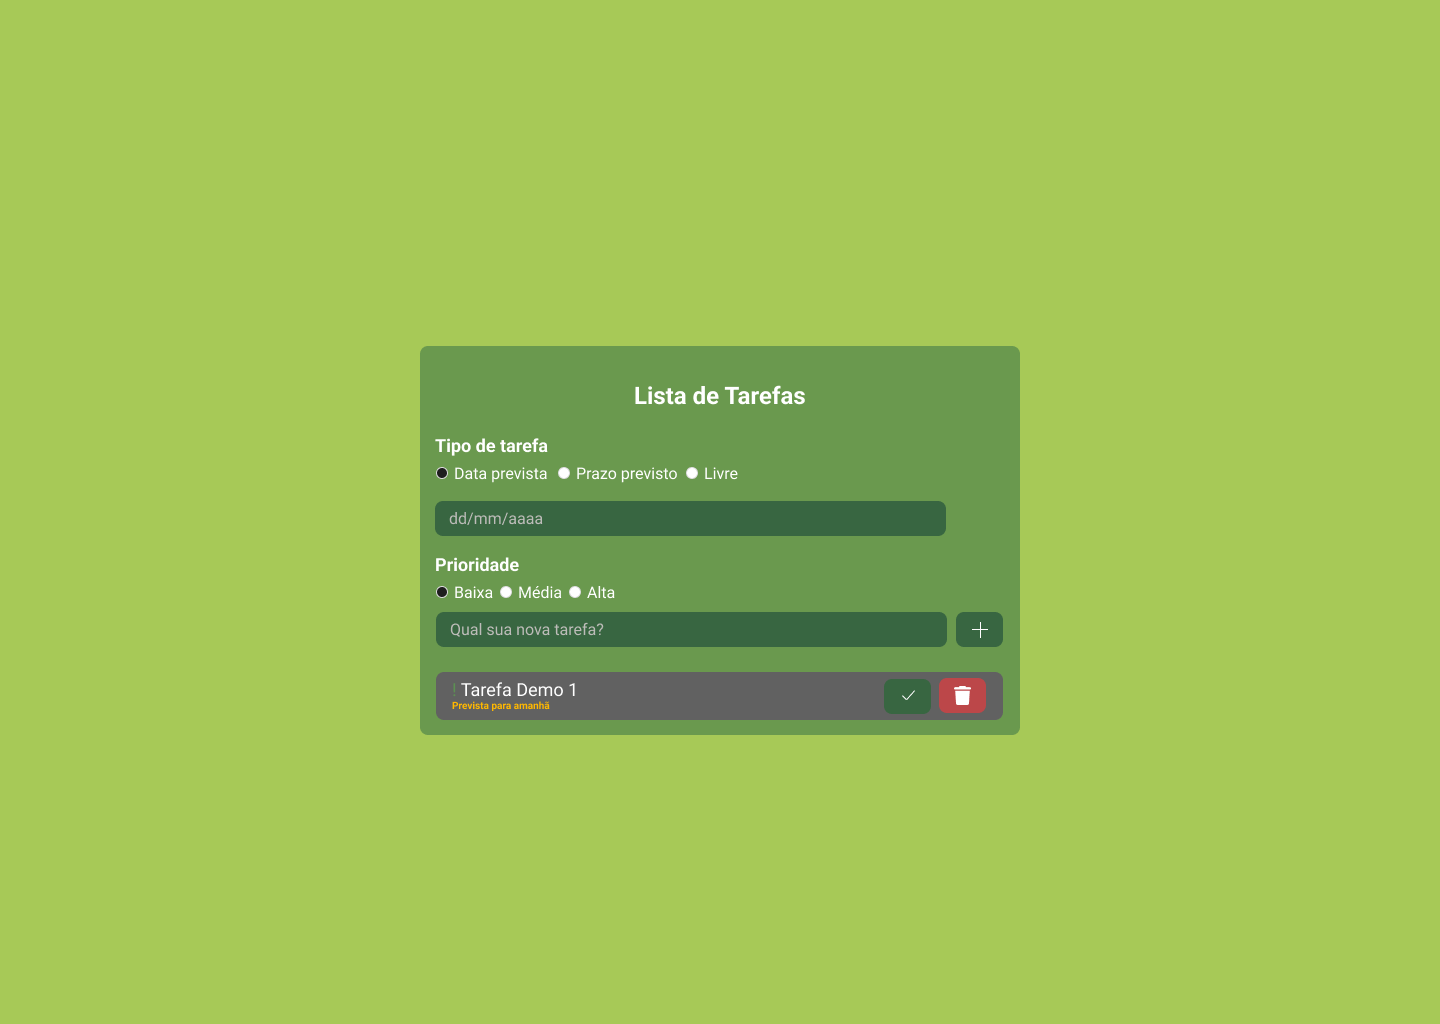 Lista de Tarefas
Tipo de tarefa
Data prevista Prazo previsto Livre
dd/mm/aaaa
Prioridade
Baixa Média Alta
Qual sua nova tarefa?
! Tarefa Demo 1
Prevista para amanhã